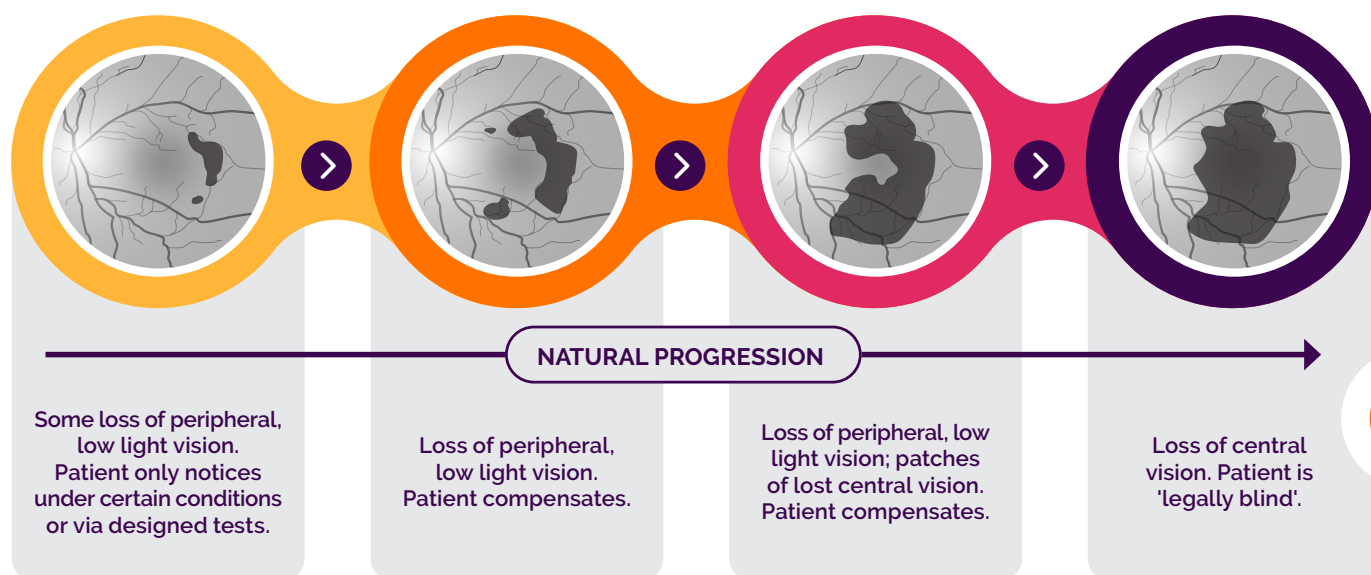 NATURAL PROGRESSION
Some loss of peripheral,
low light vision.
Patient only notices
under certain conditions
or via designed tests.
Loss of peripheral,
low light vision.
Patient compensates.
Loss of peripheral, low
light vision; patches
of lost central vision.
Patient compensates.
Loss of central
vision. Patient is
'legally blind'.